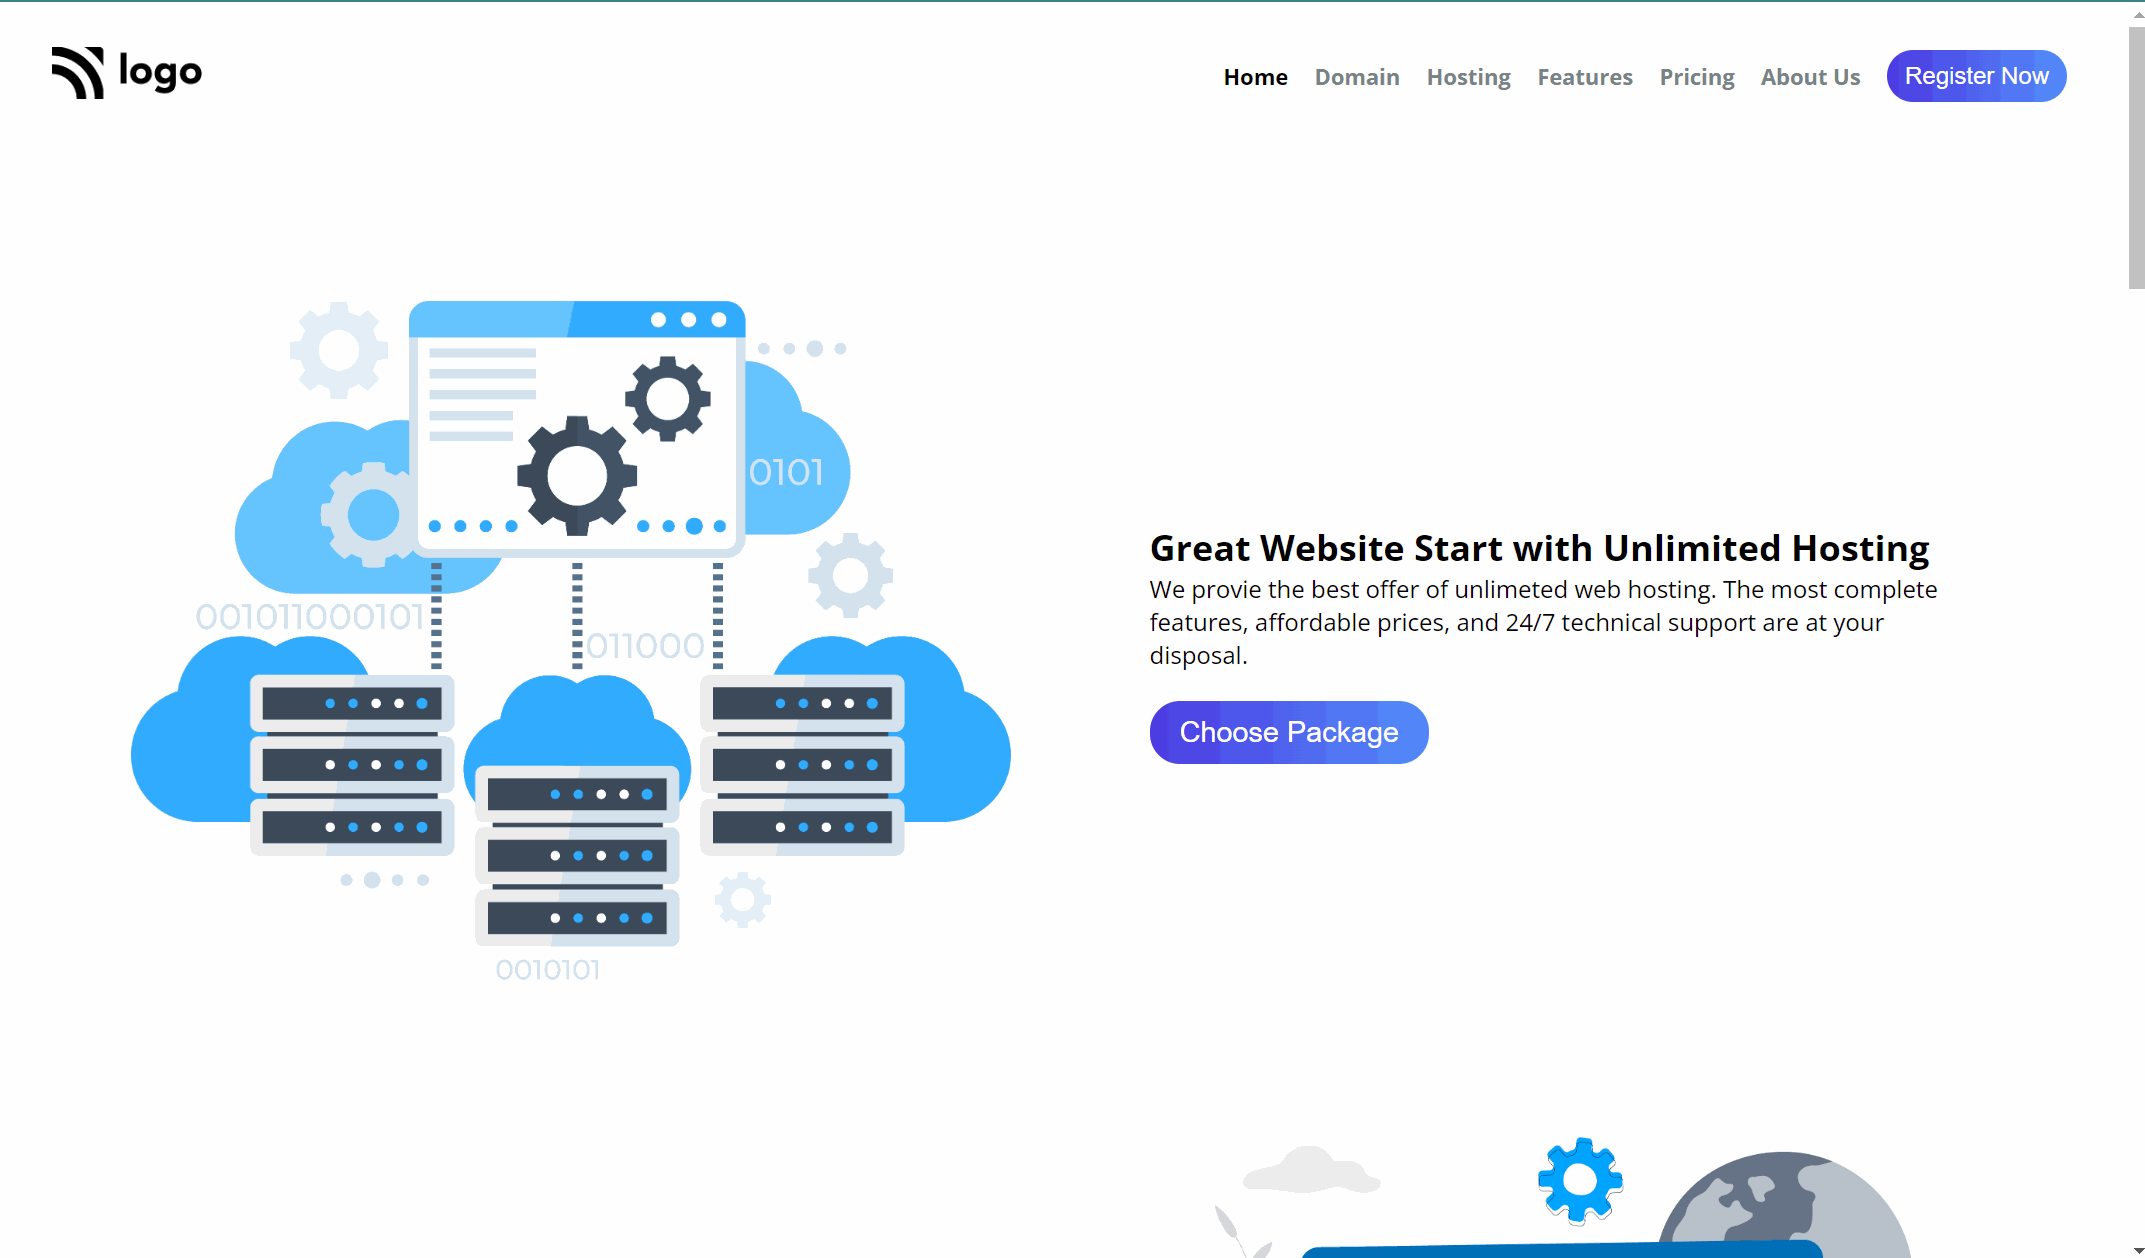 logo
Home Domain Hosting Features Pricing About Us Register Now
0101
001011000101
011000
0010101
Great Website Start with Unlimited Hosting
We provie the best offer of unlimeted web hosting. The most complete
features, affordable prices, and 24/7 technical support are at your
disposal.
Choose Package